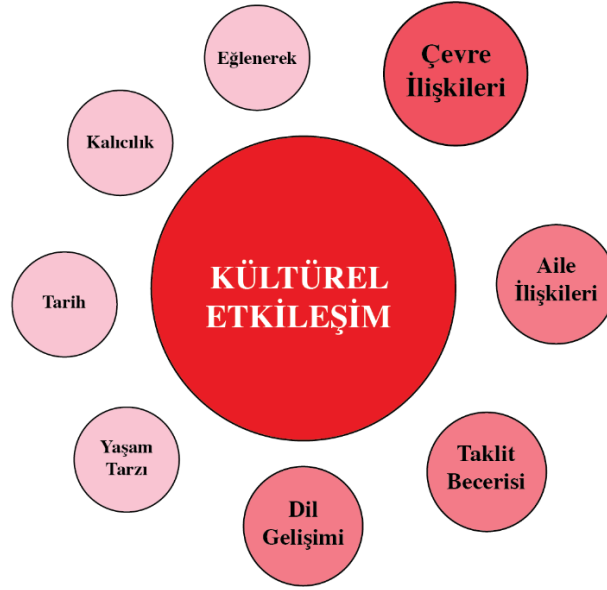 Eğlenerek
Çevre
İlişkileri
Kalıcılık
KÜLTÜREL
ETKİLEŞİM
Aile
İlişkileri
Tarih
Yaşam
Tarzı
Taklit
Becerisi
Dil
Gelişimi